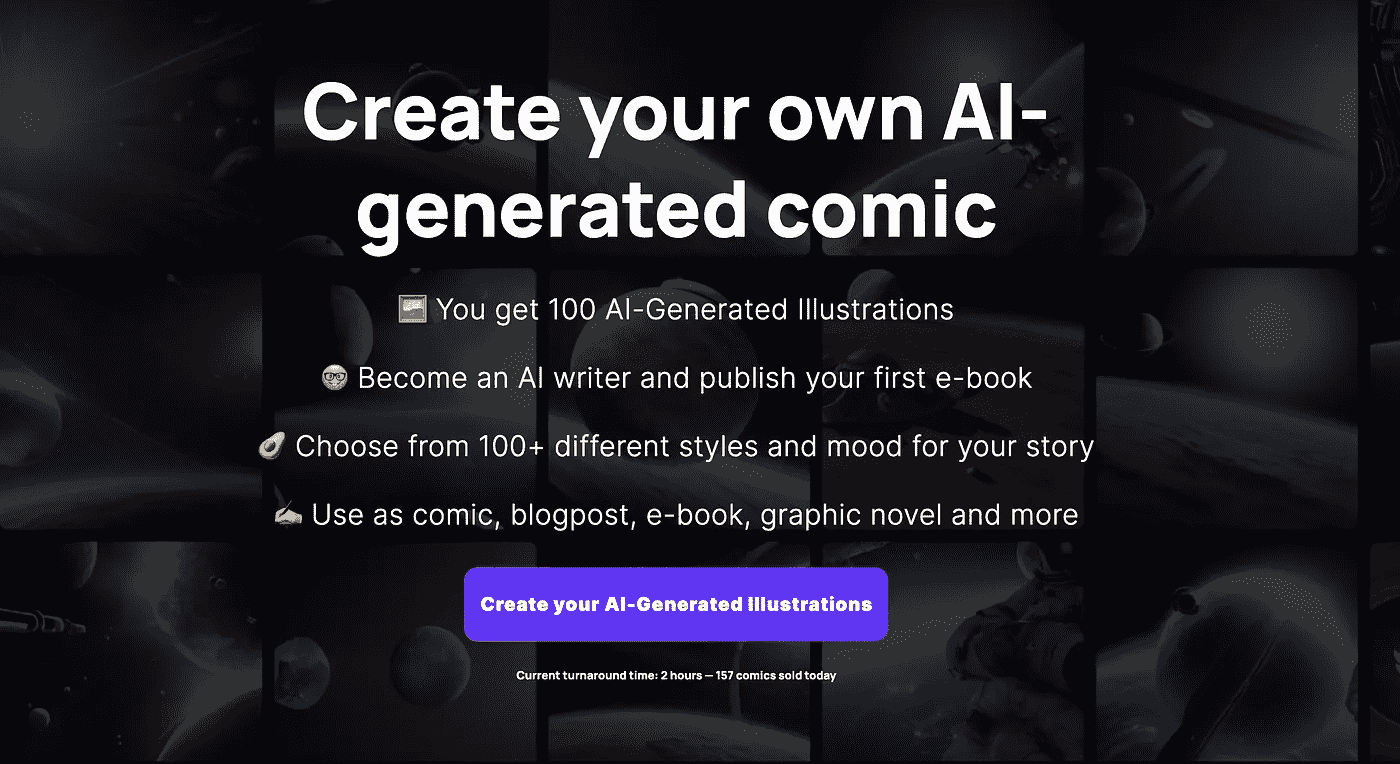 Create your own AI-
generated comic
You get 100 AI-Generated Illustrations
Become an AI writer and publish your first e-book
Choose from 100+ different styles and mood for your story
Use as comic, blogpost, e-book, graphic novel and more
Create your AI-Generated Illustrations
Current turnaround time: 2 hours — 157 comics sold today